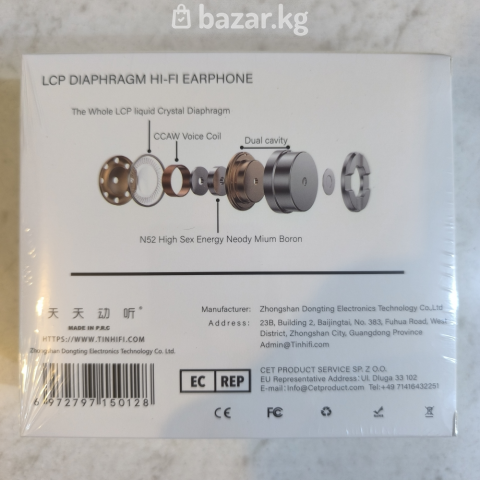 bazar.kg
LCP DIAPHRAGM HI-FI EARPHONE
The Whole LCP liquid Crystal Diaphragm
CCAW Voice Coil
Dual cavity
N52 High Sex Energy Neody Mium Boron
天天动听®
MADE IN P.R.C
HTTPS://WWW.TINHIFI.COM
Zhongshan Dongting Electronics Technology Co. Ltd.
6 972797 150128
Manufacturer: Zhongshan Dongting Electronics Technology Co.,Ltd
Address: 23B, Building 2, Baijingtai, No. 383, Fuhua Road, West
District, Zhongshan City, Guangdong Province
Admin@Tinhifi.com
EC REP
CET PRODUCT SERVICE SP. Z O.O.
EU Representative Address: Ul. Dluga 33 102
E-mail: Info@Cetproduct.com Tel:+49 71416432251
CE FC